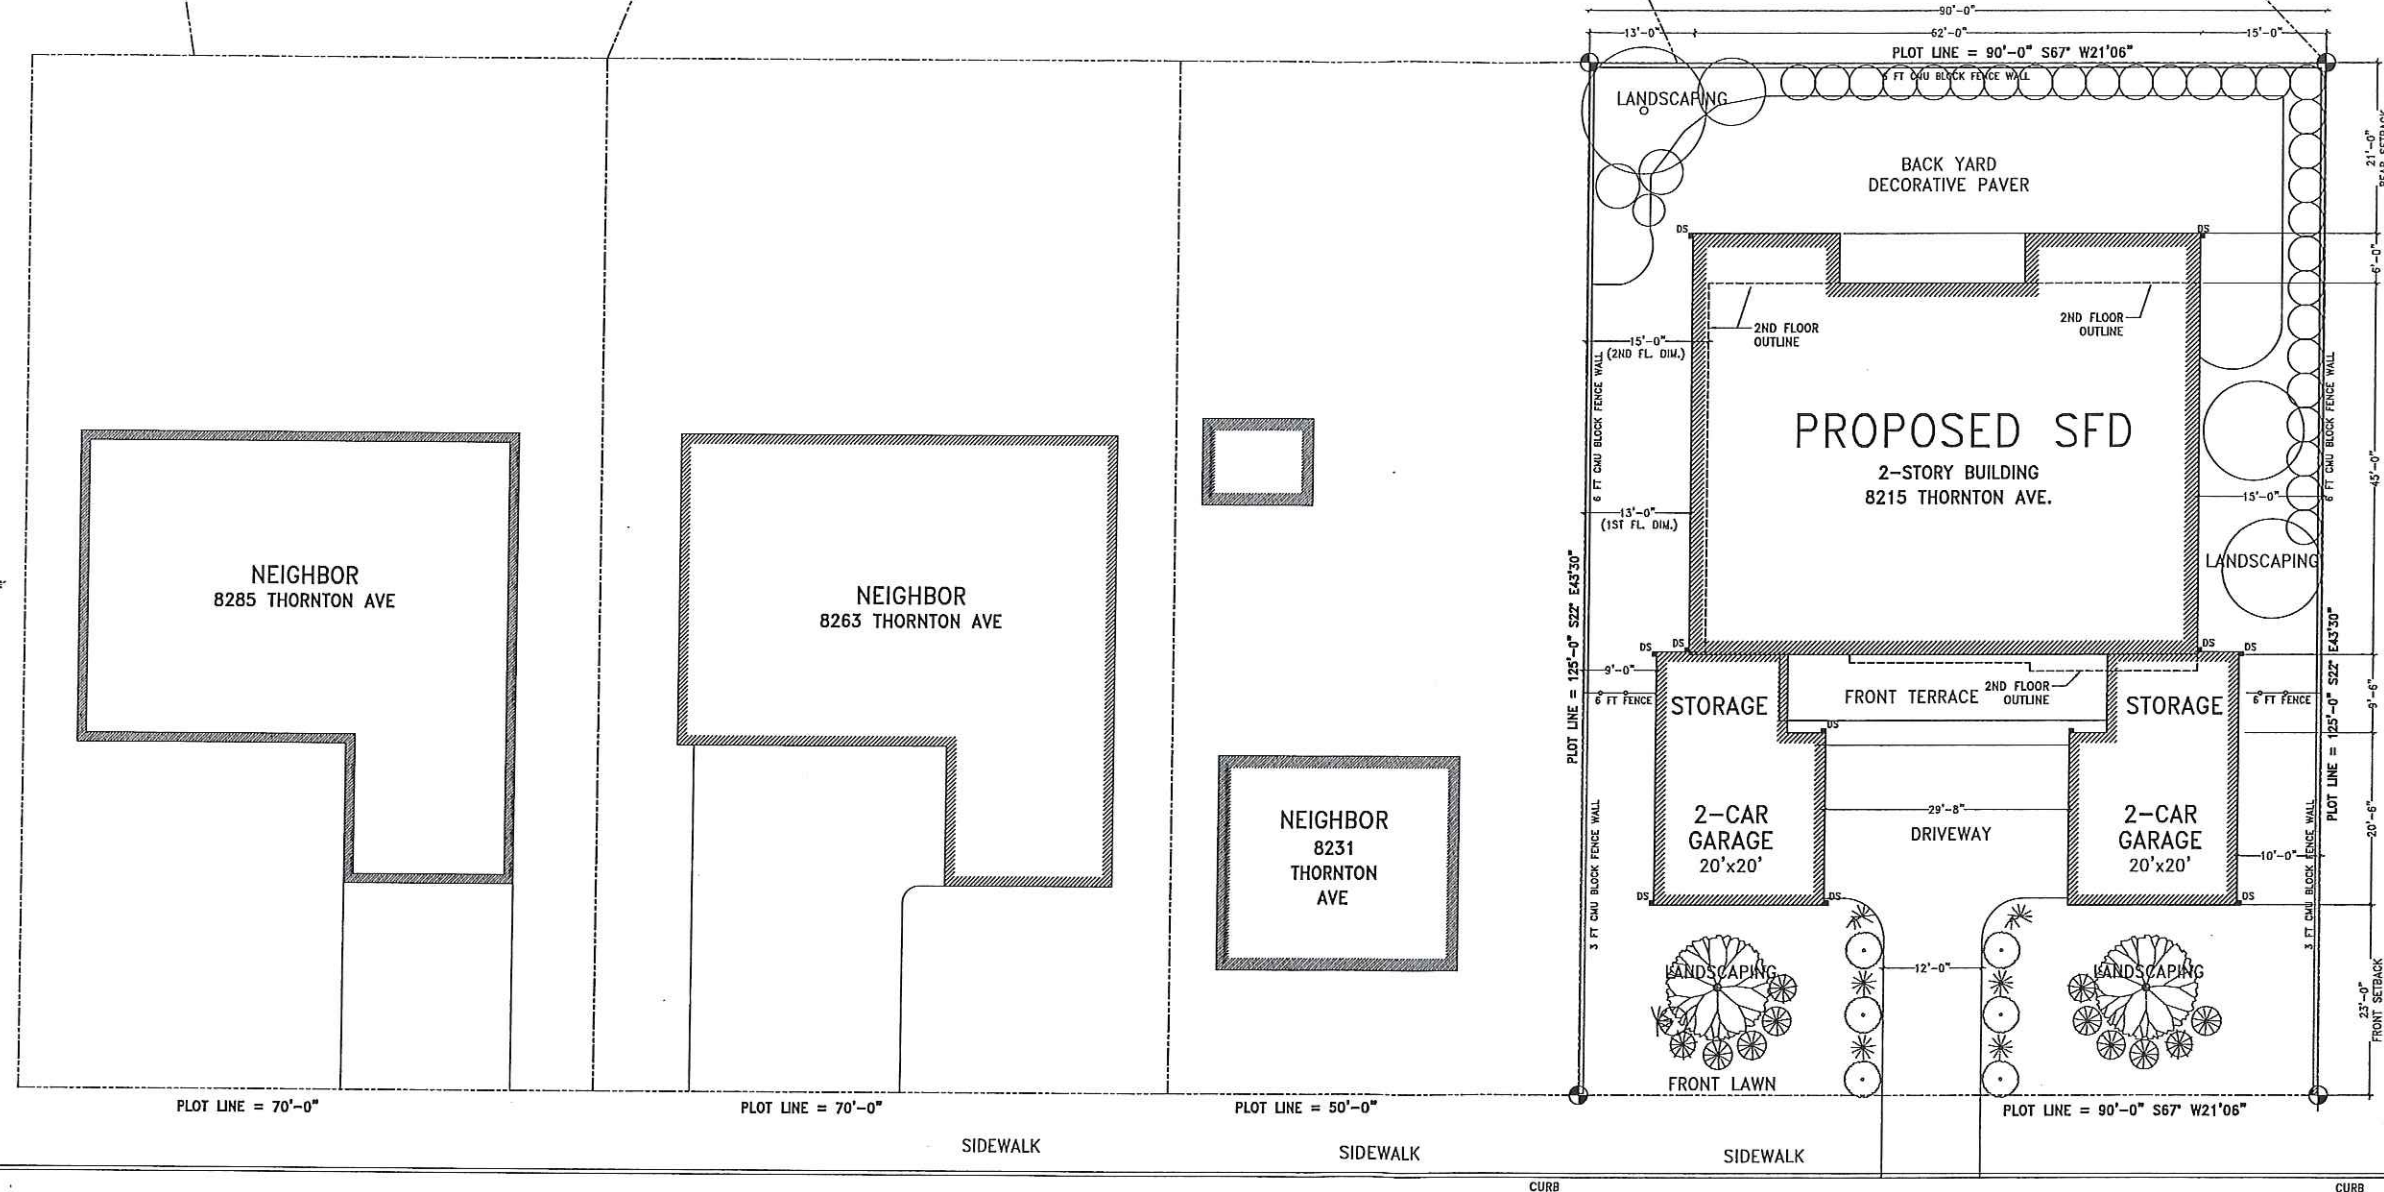 90'-0"
13'-0"
62'-0"
15'-0"
PLOT LINE = 90'-0" S67° W21'06"
6 FT CMU BLOCK FENCE WALL
LANDSCAPING
BACK YARD
DECORATIVE PAVER
21'-0"
REAR SETBACK
DS
DS
6'-0"
2ND FLOOR
OUTLINE
2ND FLOOR
OUTLINE
15'-0"
(2ND FL. DIM.)
6 FT CMU BLOCK FENCE WALL
6 FT CMU BLOCK FENCE WALL
PROPOSED SFD
2-STORY BUILDING
8215 THORNTON AVE.
45'-0"
15'-0"
13'-0"
(1ST FL. DIM.)
LANDSCAPING
NEIGHBOR
8285 THORNTON AVE
NEIGHBOR
8263 THORNTON AVE
PLOT LINE = 125'-0" S22° E43'30"
PLOT LINE = 125'-0" S22° E43'30"
DS
DS
DS
DS
9'-0"
6 FT FENCE
STORAGE
FRONT TERRACE
2ND FLOOR
OUTLINE
STORAGE
6 FT FENCE
9'-6"
DS
NEIGHBOR
8231
THORNTON
AVE
3 FT CMU BLOCK FENCE WALL
2-CAR
GARAGE
20'x20'
29'-8"
DRIVEWAY
2-CAR
GARAGE
20'x20'
10'-0"
20'-6"
3 FT CMU BLOCK FENCE WALL
DS
DS
DS
LANDSCAPING
12'-0"
LANDSCAPING
23'-0"
FRONT SETBACK
FRONT LAWN
PLOT LINE = 70'-0"
PLOT LINE = 70'-0"
PLOT LINE = 50'-0"
PLOT LINE = 90'-0" S67° W21'06"
SIDEWALK
SIDEWALK
SIDEWALK
CURB
CURB